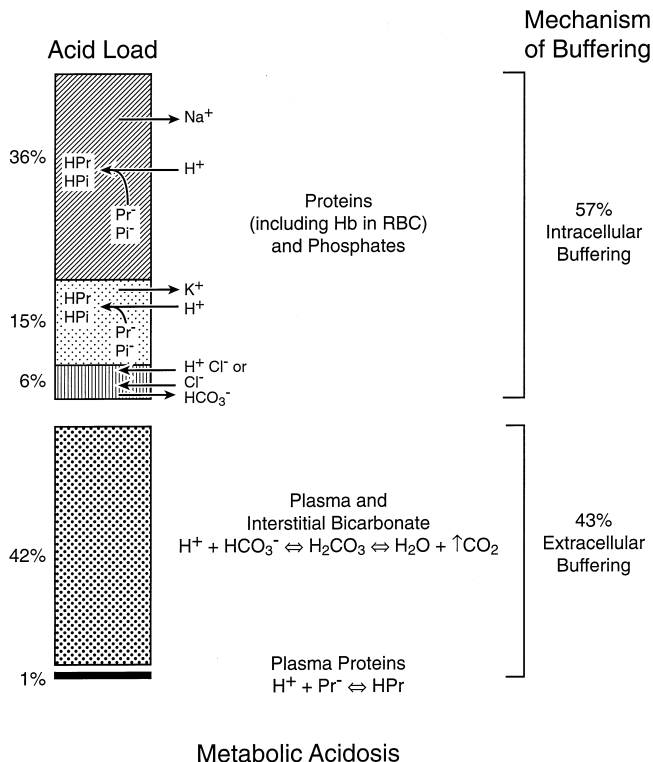 Acid Load
Mechanism
of Buffering
36%
Na⁺
HPr
HPi
H⁺
Pr⁻
Pi⁻
Proteins
(including Hb in RBC)
and Phosphates
57%
Intracellular
Buffering
15%
HPr
HPi
K⁺
H⁺
Pr⁻
Pi⁻
6%
H⁺ Cl⁻ or
Cl⁻
HCO₃⁻
42%
Plasma and
Interstitial Bicarbonate
H⁺ + HCO₃⁻ ⇔ H₂CO₃ ⇔ H₂O + ↑CO₂
43%
Extracellular
Buffering
1%
Plasma Proteins
H⁺ + Pr⁻ ⇔ HPr
Metabolic Acidosis